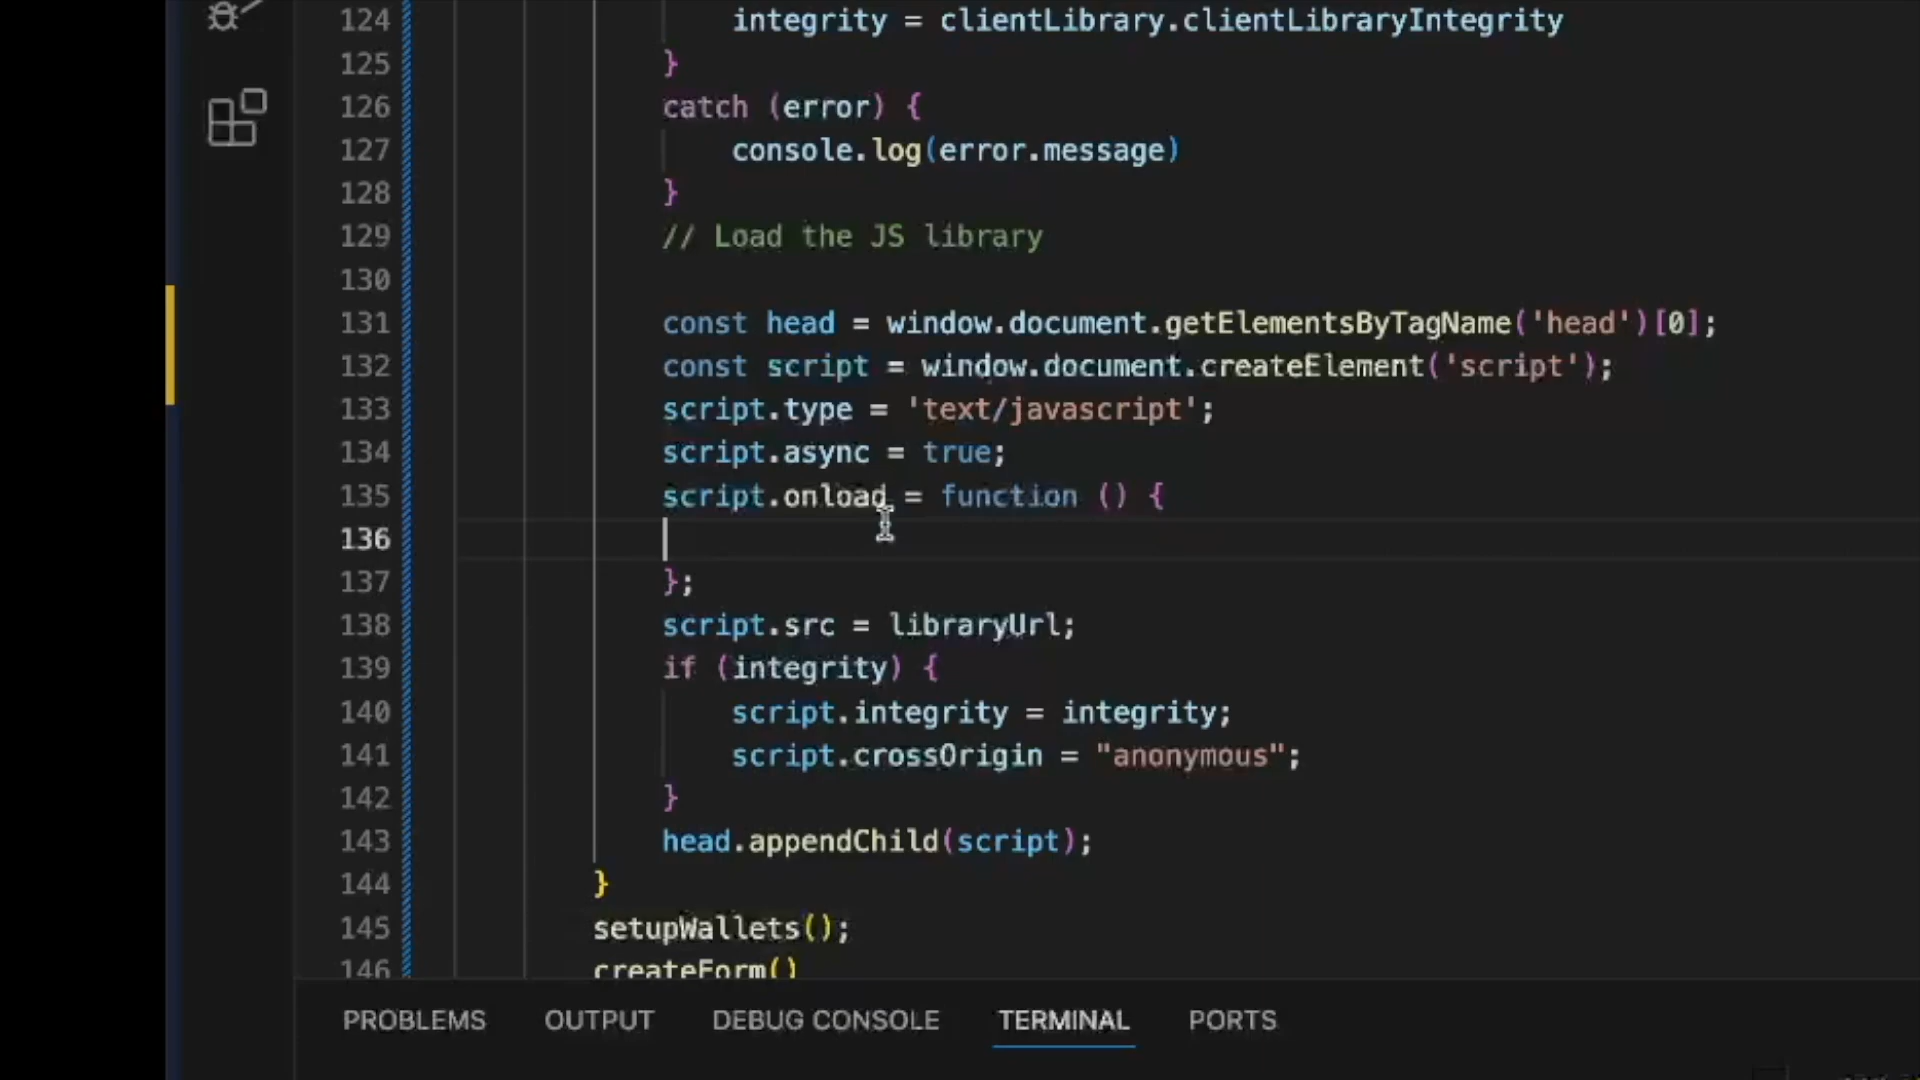 124 integrity = clientLibrary.clientLibraryIntegrity
125 }
126 catch (error) {
127 console.log(error.message)
128 }
129 // Load the JS library
130
131 const head = window.document.getElementsByTagName('head')[0];
132 const script = window.document.createElement('script');
133 script.type = 'text/javascript';
134 script.async = true;
135 script.onload = function () {
136
137 };
138 script.src = libraryUrl;
139 if (integrity) {
140 script.integrity = integrity;
141 script.crossOrigin = "anonymous";
142 }
143 head.appendChild(script);
144 }
145 setupWallets();
146 createForm()
PROBLEMS OUTPUT DEBUG CONSOLE TERMINAL PORTS